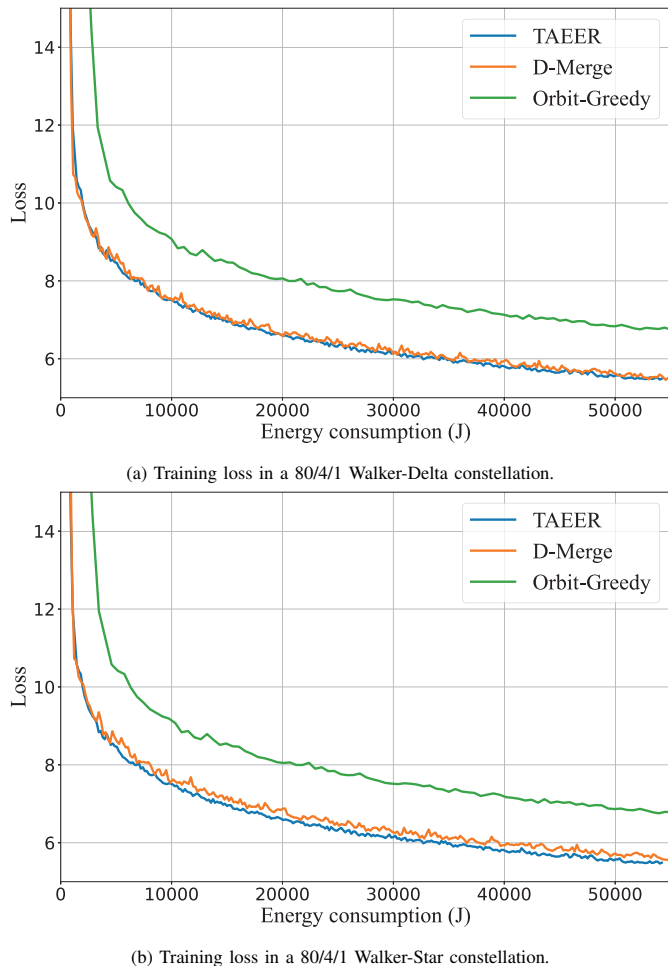 14
12
10
8
6
Loss
TAEER
D-Merge
Orbit-Greedy
0 10000 20000 30000 40000 50000
Energy consumption (J)
(a) Training loss in a 80/4/1 Walker-Delta constellation.
14
12
10
8
6
Loss
TAEER
D-Merge
Orbit-Greedy
0 10000 20000 30000 40000 50000
Energy consumption (J)
(b) Training loss in a 80/4/1 Walker-Star constellation.